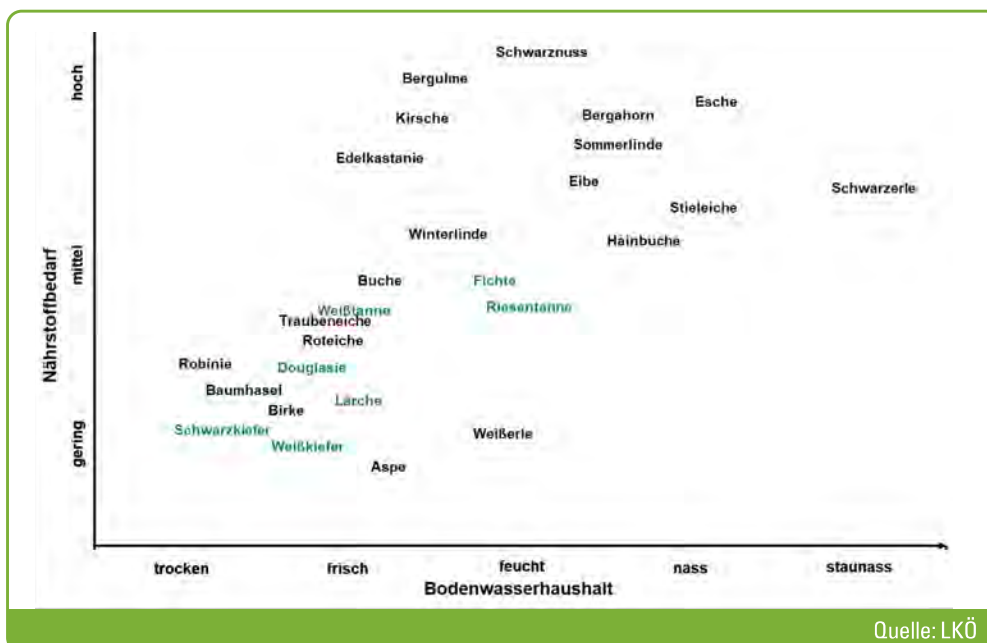 Schwarznuss
hoch
Bergulme
Esche
Kirsche
Bergahorn
Sommerlinde
Edelkastanie
Eibe
Schwarzerle
Stieleiche
Winterlinde
Hainbuche
mittel
Buche
Fichte
Weißtanne
Riesentanne
Traubeneiche
Roteiche
Nährstoffbedarf
Robinie
Douglasie
Baumhasel
Lärche
Birke
Schwarzkiefer
Weißerle
gering
Weißkiefer
Aspe
trocken frisch feucht nass staunass
Bodenwasserhaushalt
Quelle: LKÖ